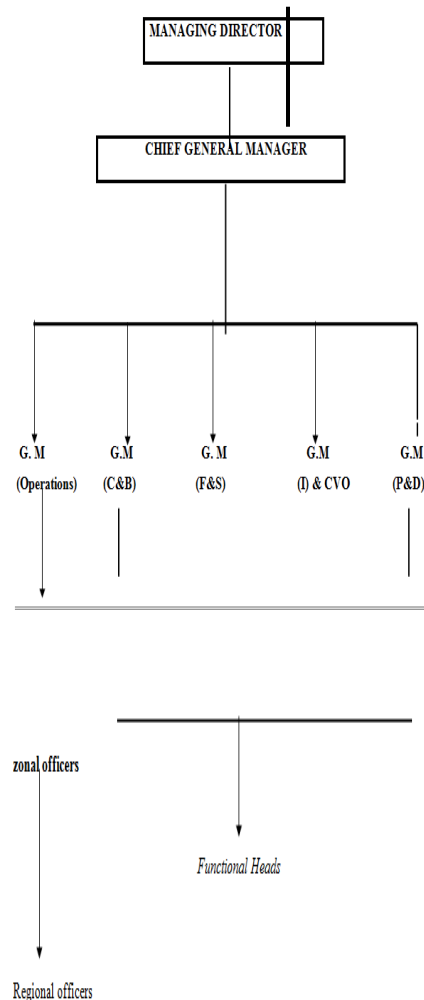 MANAGING DIRECTOR
CHIEF GENERAL MANAGER
G. M G.M G. M G.M G.M
(Operations) (C&B) (F&S) (I) & CVO (P&D)
zonal officers
Functional Heads
Regional officers